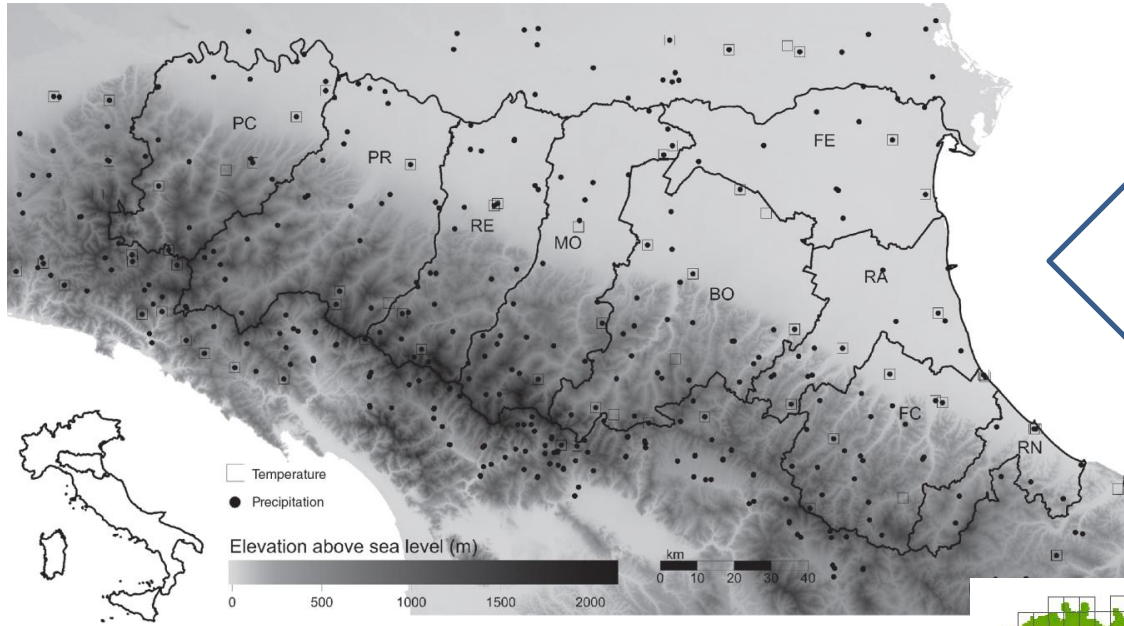 PC
PR
RE
MO
FE
BO
RA
FC
RN
Temperature
Precipitation
Elevation above sea level (m)
0 500 1000 1500 2000
km
0 10 20 30 40